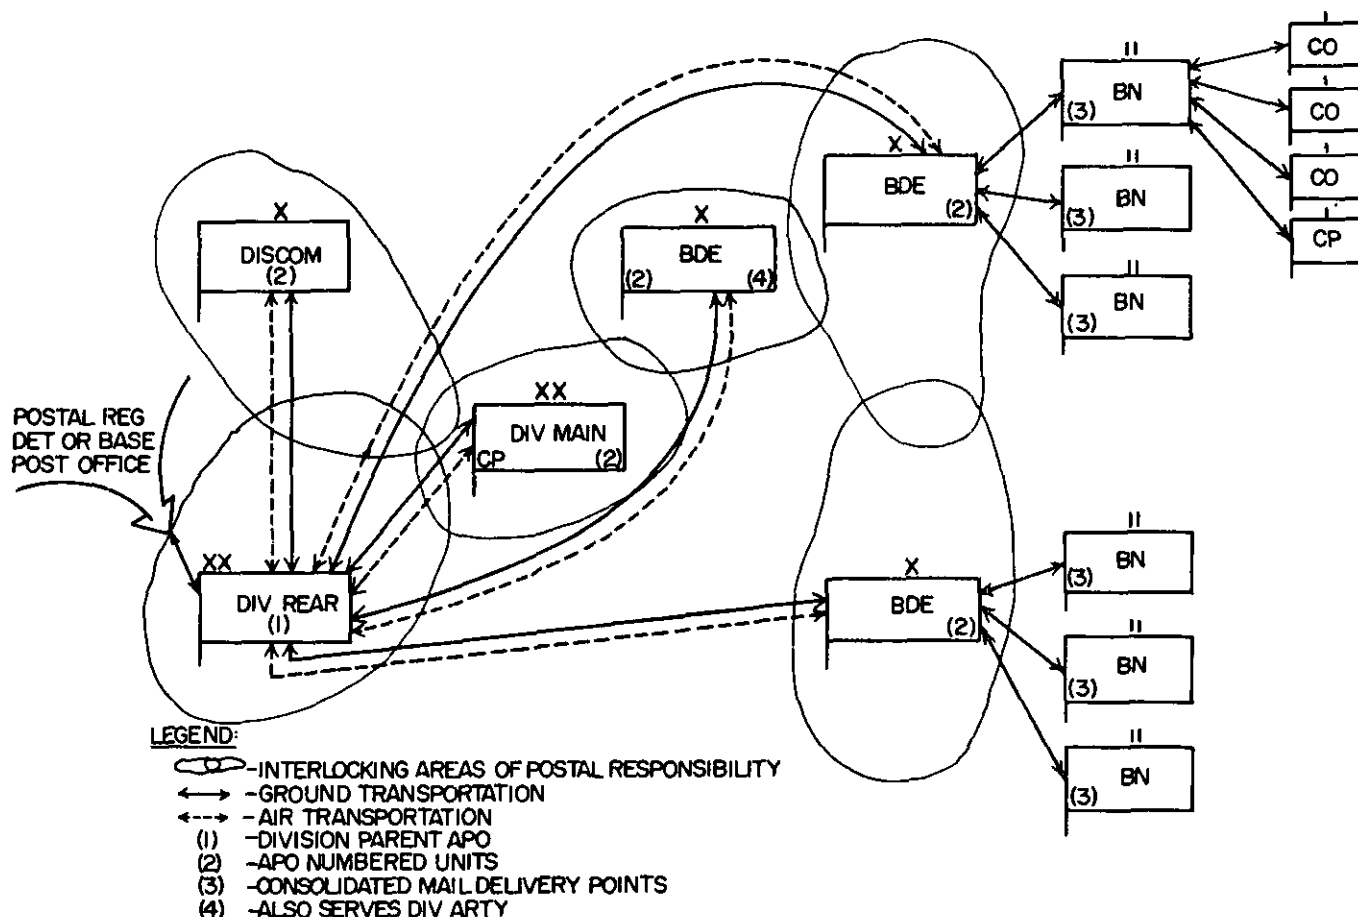 I
CO
II
BN
(3)
I
CO
I
CO
I
CP
X
BDE
(2)
II
BN
(3)
II
BN
(3)
X
DISCOM
(2)
X
BDE
(2) (4)
XX
DIV MAIN
CP (2)
POSTAL REG
DET OR BASE
POST OFFICE
XX
DIV REAR
(1)
X
BDE
(2)
II
BN
(3)
II
BN
(3)
II
BN
(3)
LEGEND:
-INTERLOCKING AREAS OF POSTAL RESPONSIBILITY
-GROUND TRANSPORTATION
-AIR TRANSPORTATION
(1) -DIVISION PARENT APO
(2) -APO NUMBERED UNITS
(3) -CONSOLIDATED MAIL DELIVERY POINTS
(4) -ALSO SERVES DIV ARTY